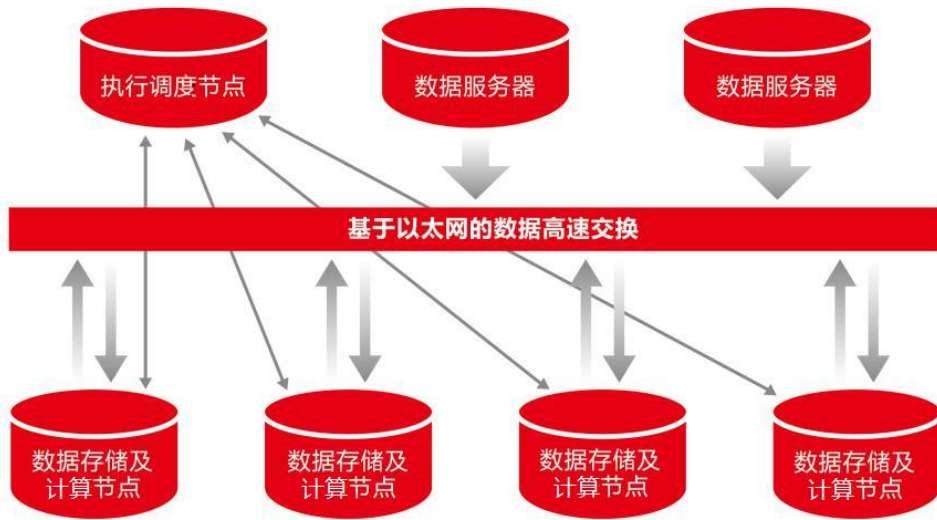 执行调度节点
数据服务器
数据服务器
基于以太网的数据高速交换
数据存储及
计算节点
数据存储及
计算节点
数据存储及
计算节点
数据存储及
计算节点